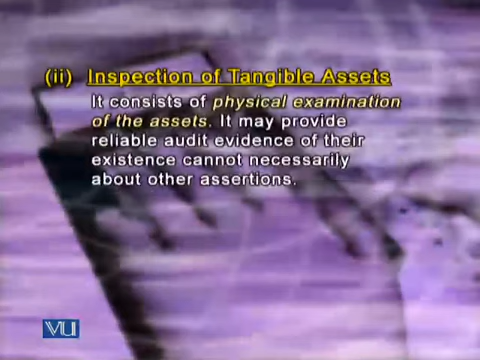 (ii) Inspection of Tangible Assets
It consists of physical examination
of the assets. It may provide
reliable audit evidence of their
existence cannot necessarily
about other assertions.
VU